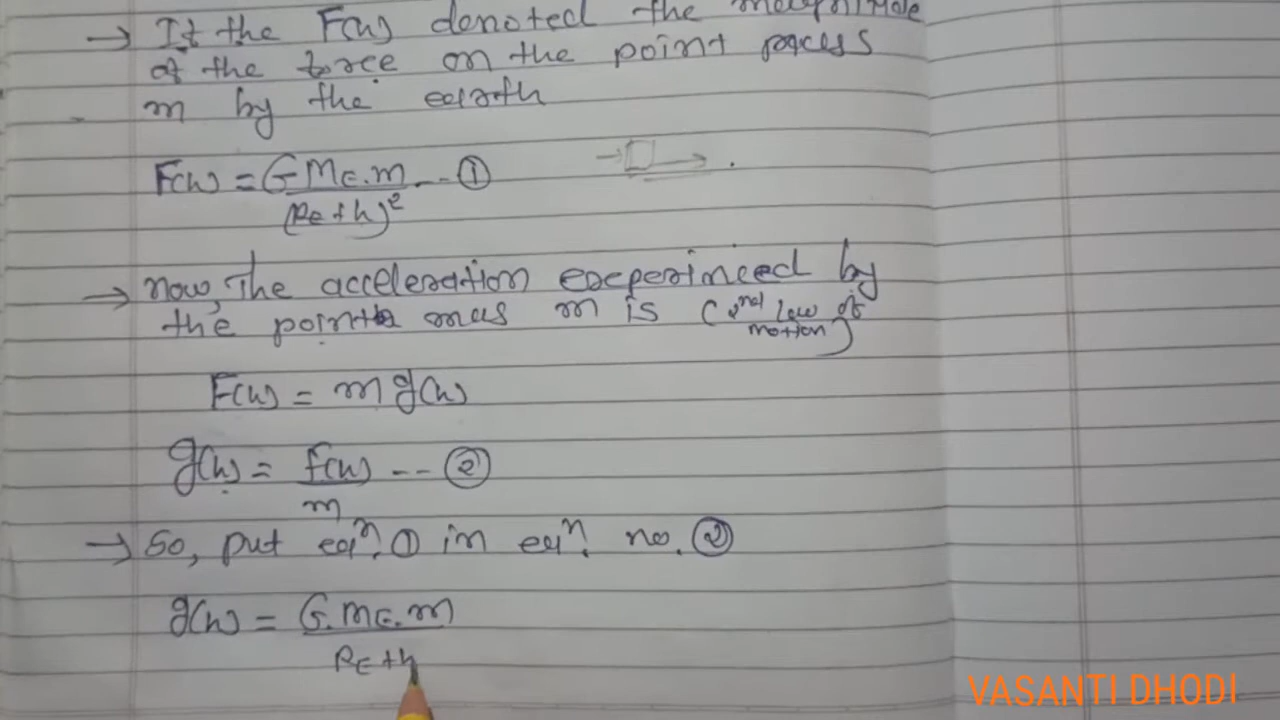 → If the F(h) denoted the magnitude
of the force on the point
m by the earth
F(h) = G ME.m -- ①
(RE+h)²
→ now, The acceleration by
the point mas m is (2nd law of
motion)
F(h) = m g(h)
g(h) = F(h) -- ②
m
→ So, put eqn. ① in eqn. no. ②
g(h) = G.ME.m
RE+h
VASANTI DHODI